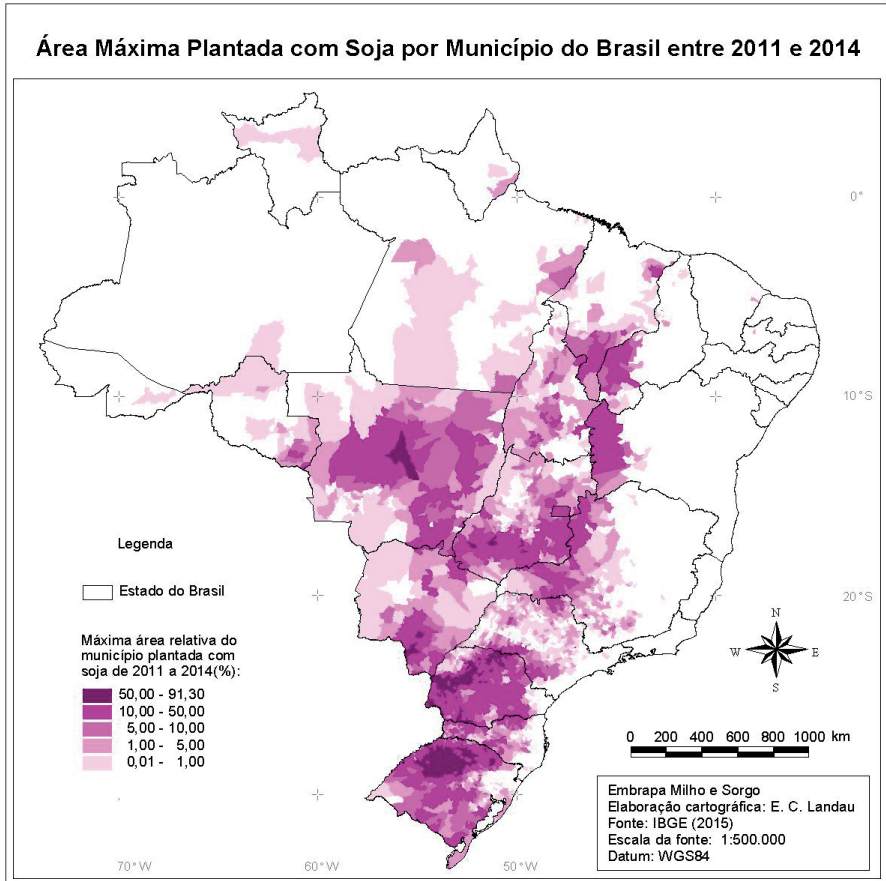 Área Máxima Plantada com Soja por Município do Brasil entre 2011 e 2014
0°
10°S
20°S
Legenda
Estado do Brasil
Máxima área relativa do
município plantada com
soja de 2011 a 2014(%):
50,00 - 91,30
10,00 - 50,00
5,00 - 10,00
1,00 - 5,00
0,01 - 1,00
N
W E
S
0 200 400 600 800 1000 km
Embrapa Milho e Sorgo
Elaboração cartográfica: E. C. Landau
Fonte: IBGE (2015)
Escala da fonte: 1:500.000
Datum: WGS84
70°W 60°W 50°W